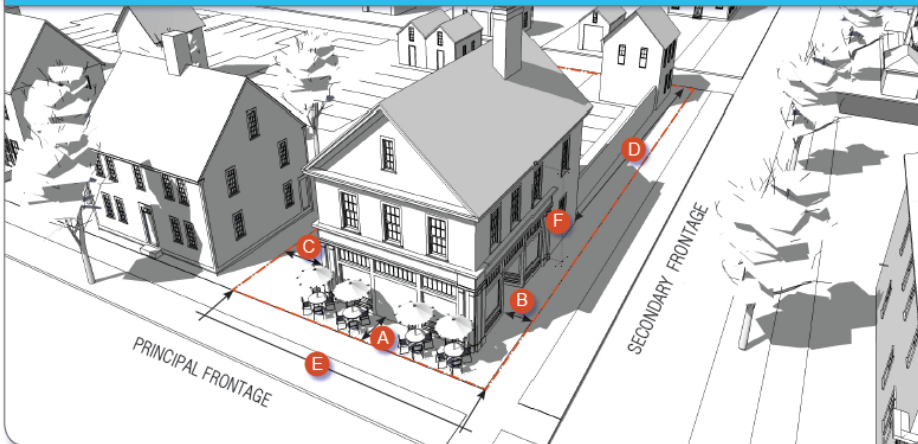 D
F
C
B
A
E
PRINCIPAL FRONTAGE
SECONDARY FRONTAGE